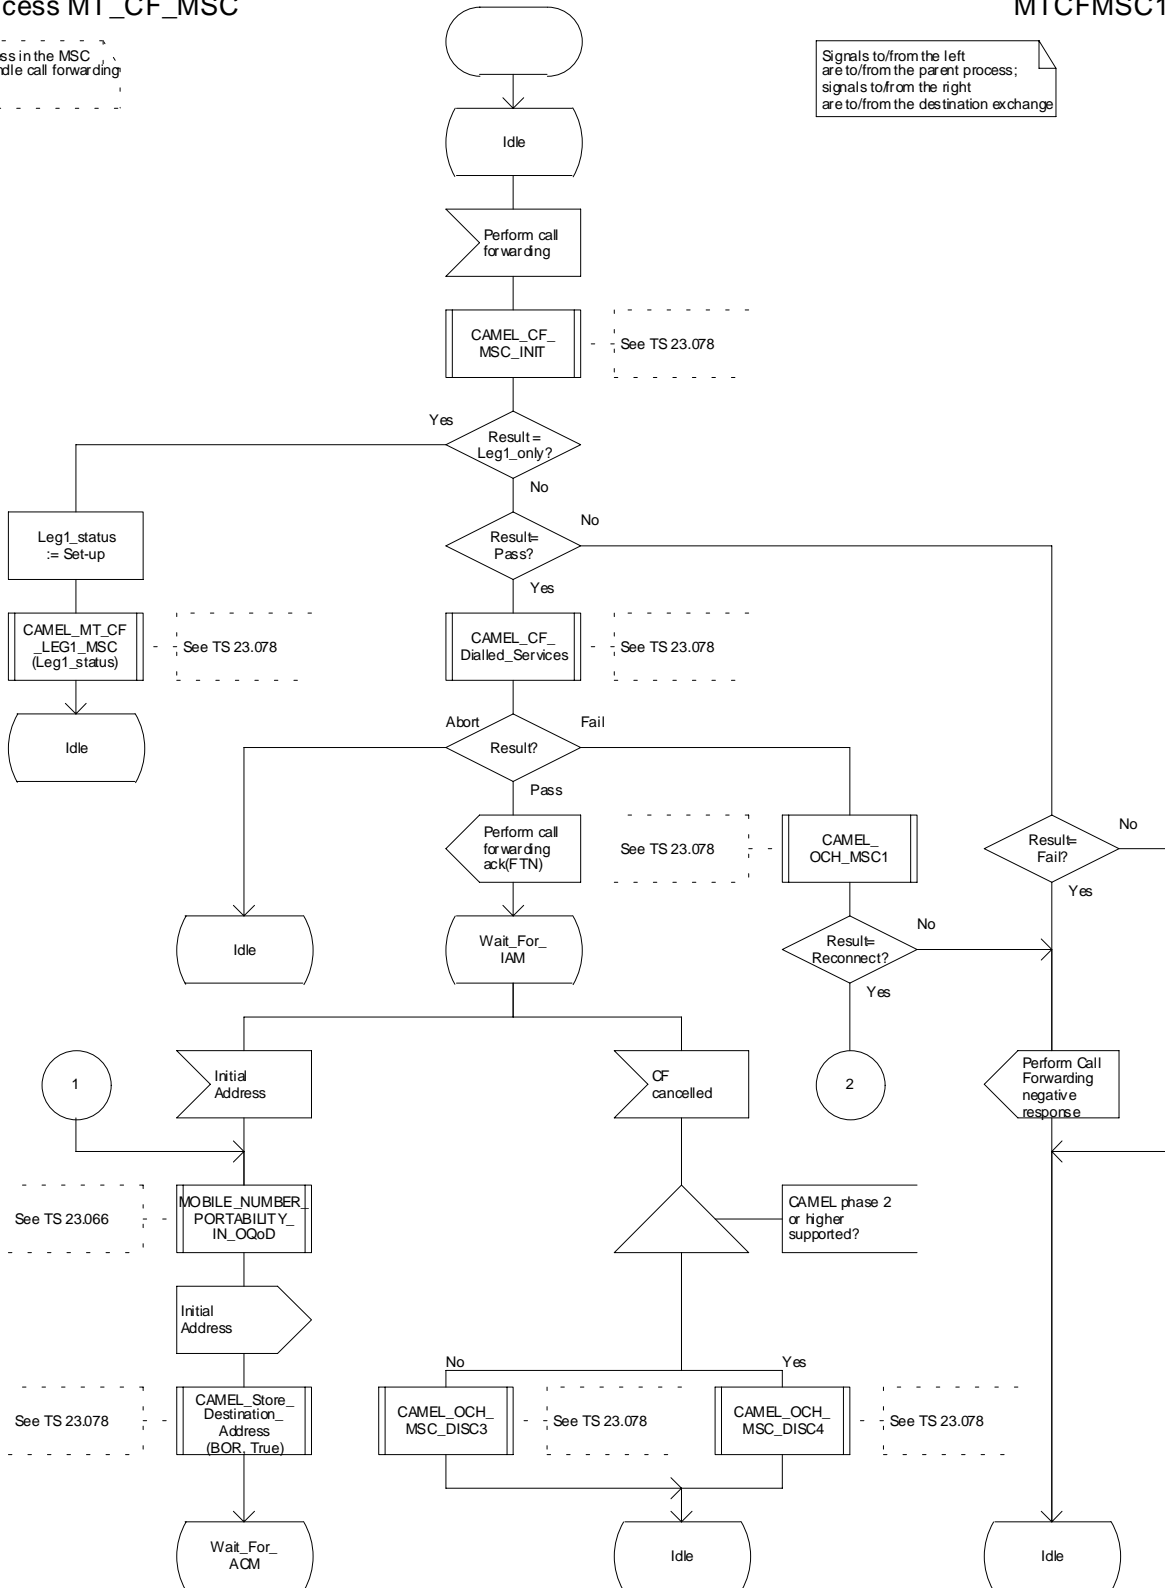 cess MT_CF_MSC
MTCFMSC1
ss in the MSC
dle call forwarding
Signals to/from the left
are to/from the parent process;
signals to/from the right
are to/from the destination exchange
Idle
Perform call
forwarding
CAMEL_CF_
MSC_INIT
See TS 23.078
Yes
Result =
Leg1_only?
No
Leg1_status
:= Set-up
Result=
Pass?
No
Yes
CAMEL_MT_CF
_LEG1_MSC
(Leg1_status)
See TS 23.078
CAMEL_CF_
Dialled_Services
See TS 23.078
Idle
Abort
Result?
Fail
Pass
Perform call
forwarding
ack(FTN)
See TS 23.078
CAMEL_
OCH_MSC1
Result=
Fail?
No
Yes
Idle
Wait_For_
IAM
Result=
Reconnect?
No
Yes
1
Initial
Address
CF
cancelled
2
Perform Call
Forwarding
negative
response
See TS 23.066
MOBILE_NUMBER_
PORTABILITY_
IN_OQoD
CAMEL phase 2
or higher
supported?
Initial
Address
No
Yes
See TS 23.078
CAMEL_Store_
Destination_
Address
(BOR, True)
CAMEL_OCH_
MSC_DISC3
See TS 23.078
CAMEL_OCH_
MSC_DISC4
See TS 23.078
Wait_For_
ACM
Idle
Idle